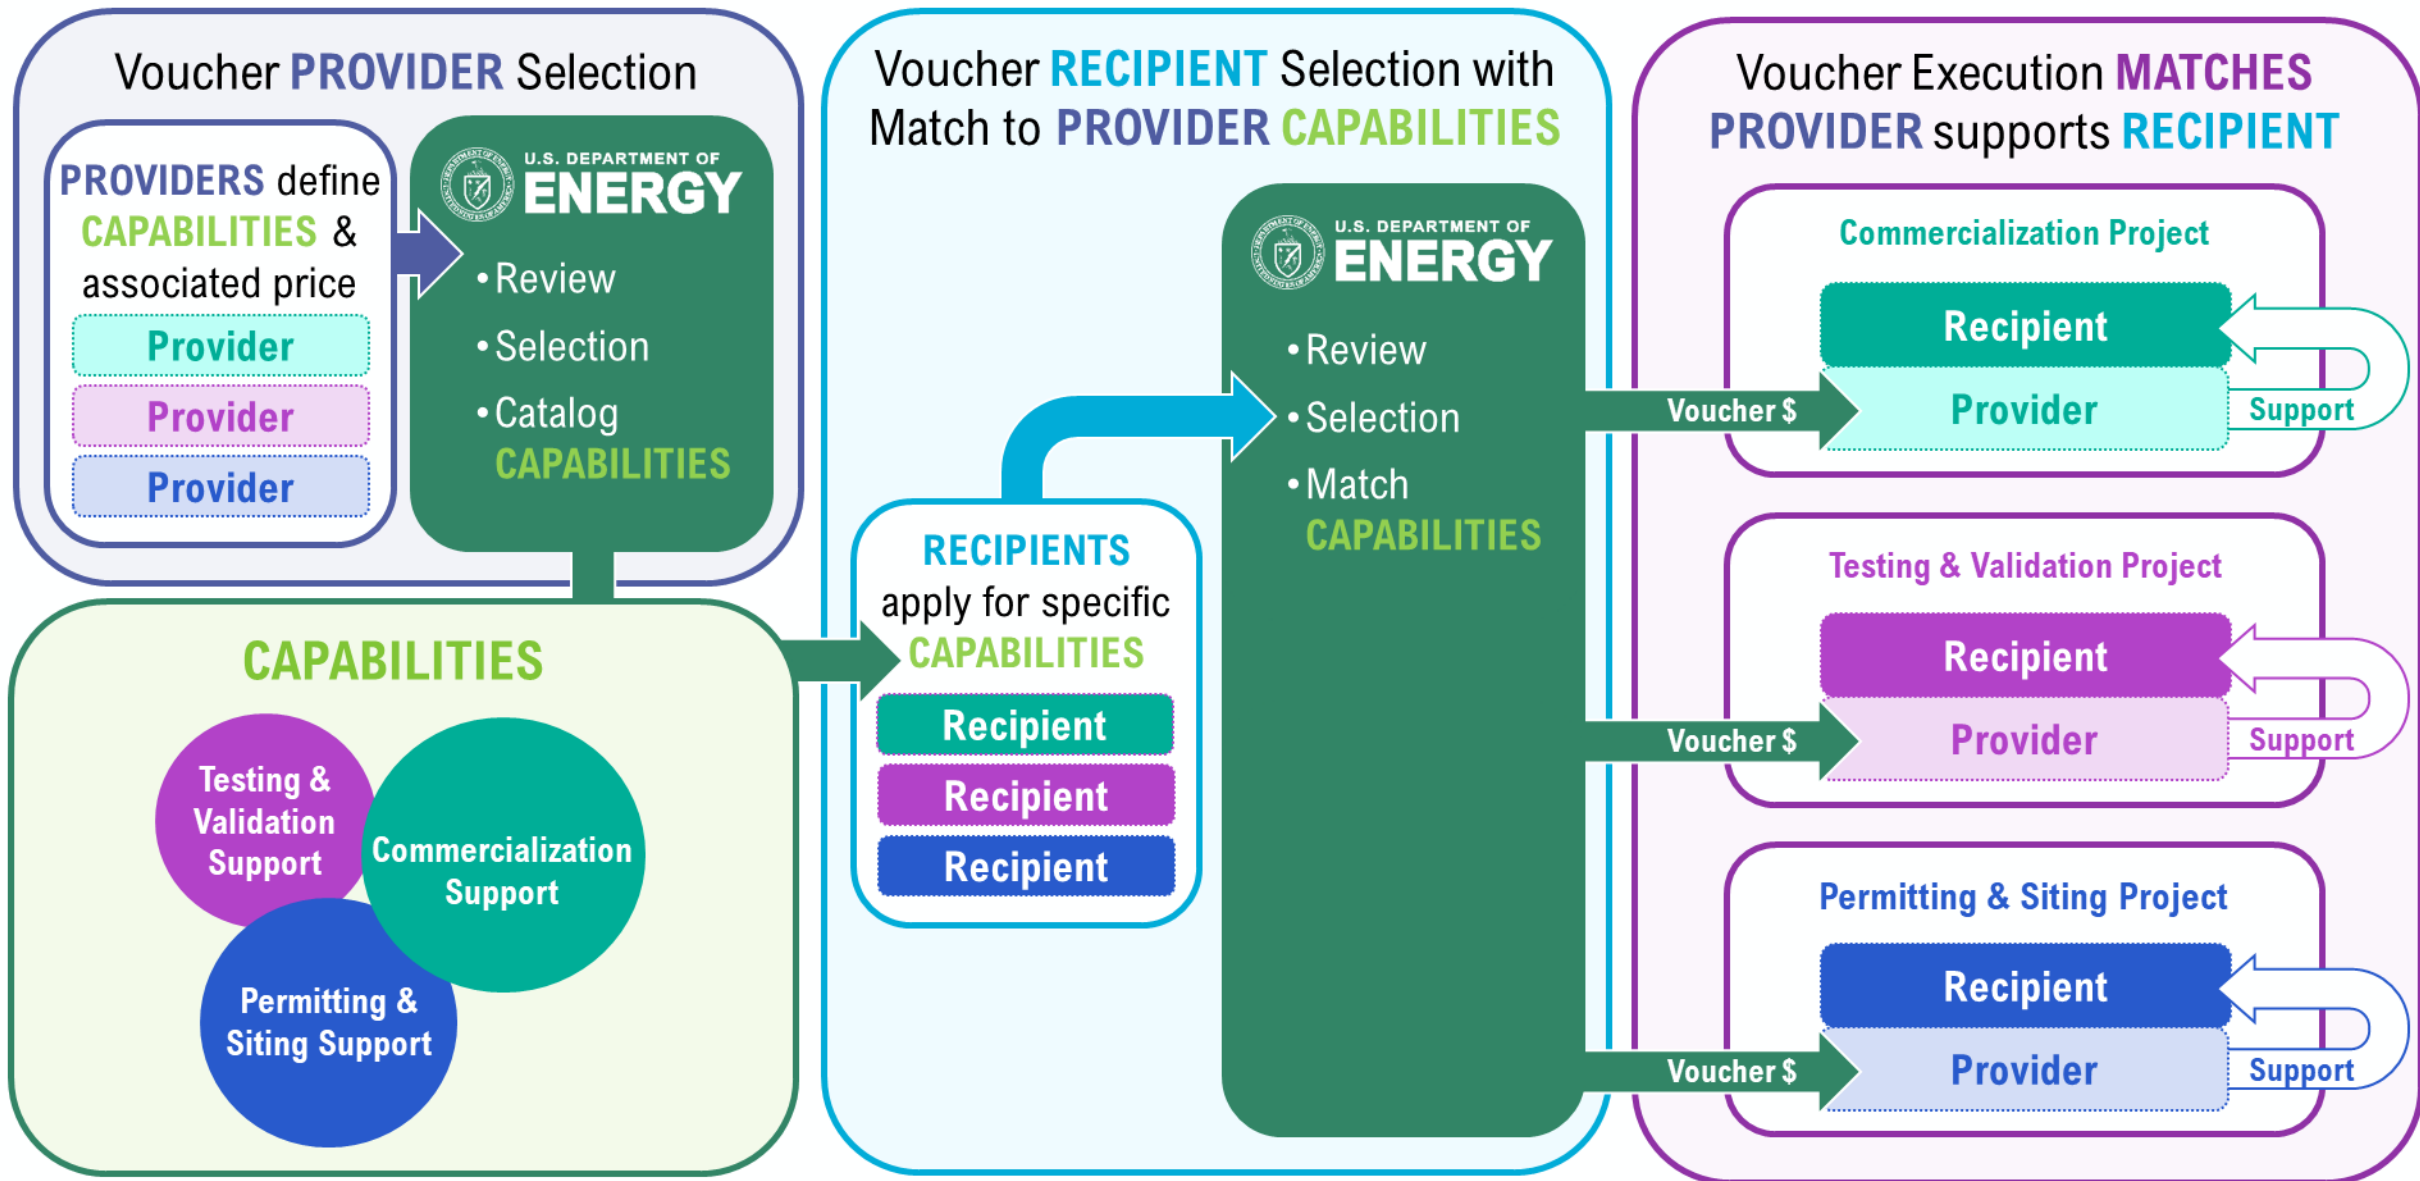 Voucher PROVIDER Selection
PROVIDERS define
CAPABILITIES &
associated price
Provider
Provider
Provider
U.S. DEPARTMENT OF
ENERGY
• Review
• Selection
• Catalog
CAPABILITIES
CAPABILITIES
Testing &
Validation
Support
Commercialization
Support
Permitting &
Siting Support
Voucher RECIPIENT Selection with
Match to PROVIDER CAPABILITIES
RECIPIENTS
apply for specific
CAPABILITIES
Recipient
Recipient
Recipient
U.S. DEPARTMENT OF
ENERGY
• Review
• Selection
• Match
CAPABILITIES
Voucher Execution MATCHES
PROVIDER supports RECIPIENT
Commercialization Project
Recipient
Voucher $
Provider
Support
Testing & Validation Project
Recipient
Voucher $
Provider
Support
Permitting & Siting Project
Recipient
Voucher $
Provider
Support